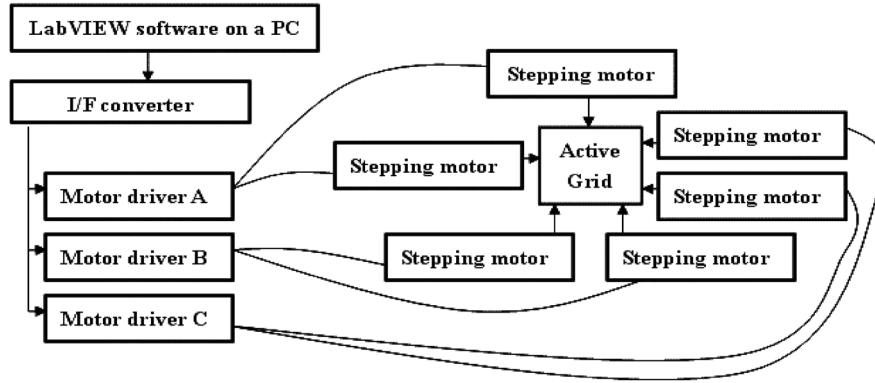 LabVIEW software on a PC
I/F converter
Motor driver A
Motor driver B
Motor driver C
Stepping motor
Stepping motor
Stepping motor
Stepping motor
Stepping motor
Stepping motor
Active
Grid